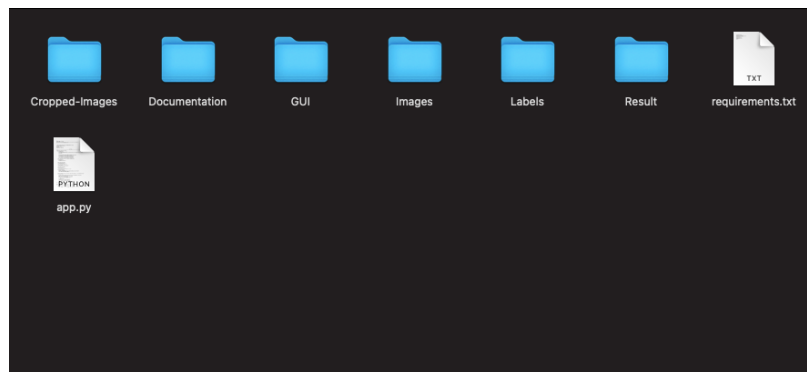 Cropped-Images Documentation GUI Images Labels Result TXT requirements.txt
PYTHON
app.py